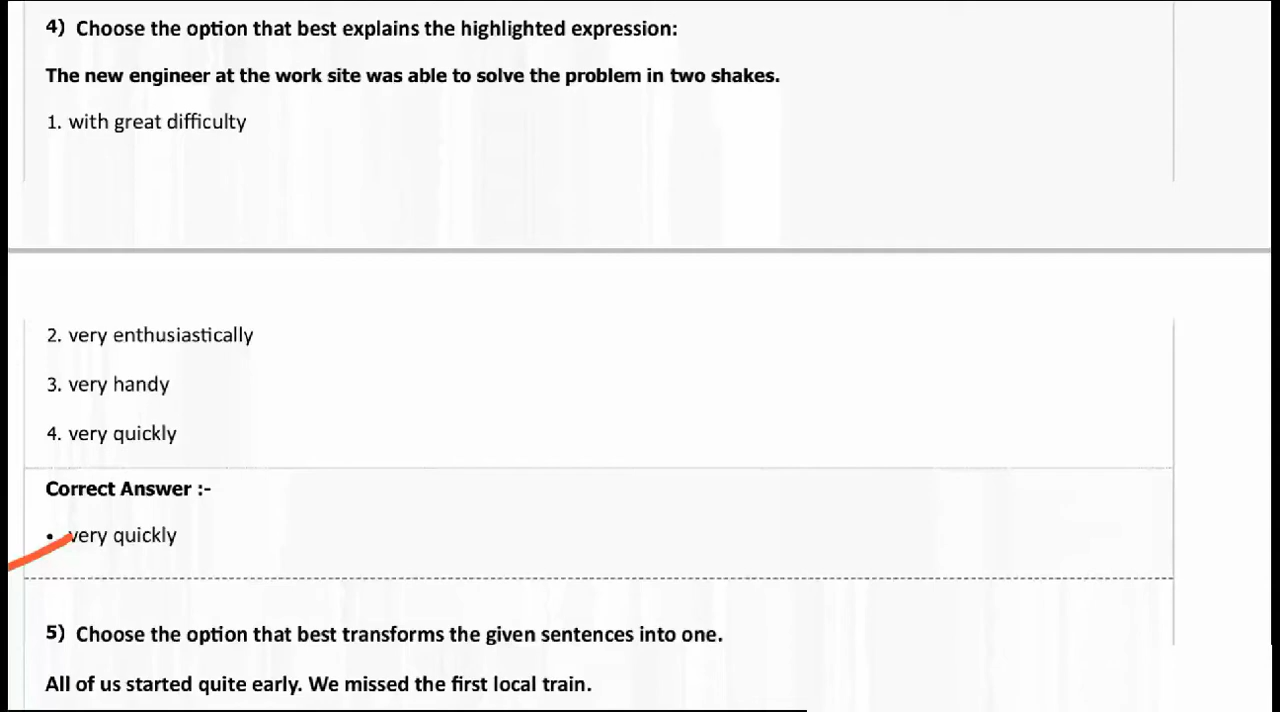 4) Choose the option that best explains the highlighted expression:
The new engineer at the work site was able to solve the problem in two shakes.
1. with great difficulty
2. very enthusiastically
3. very handy
4. very quickly
Correct Answer :-
• very quickly
5) Choose the option that best transforms the given sentences into one.
All of us started quite early. We missed the first local train.